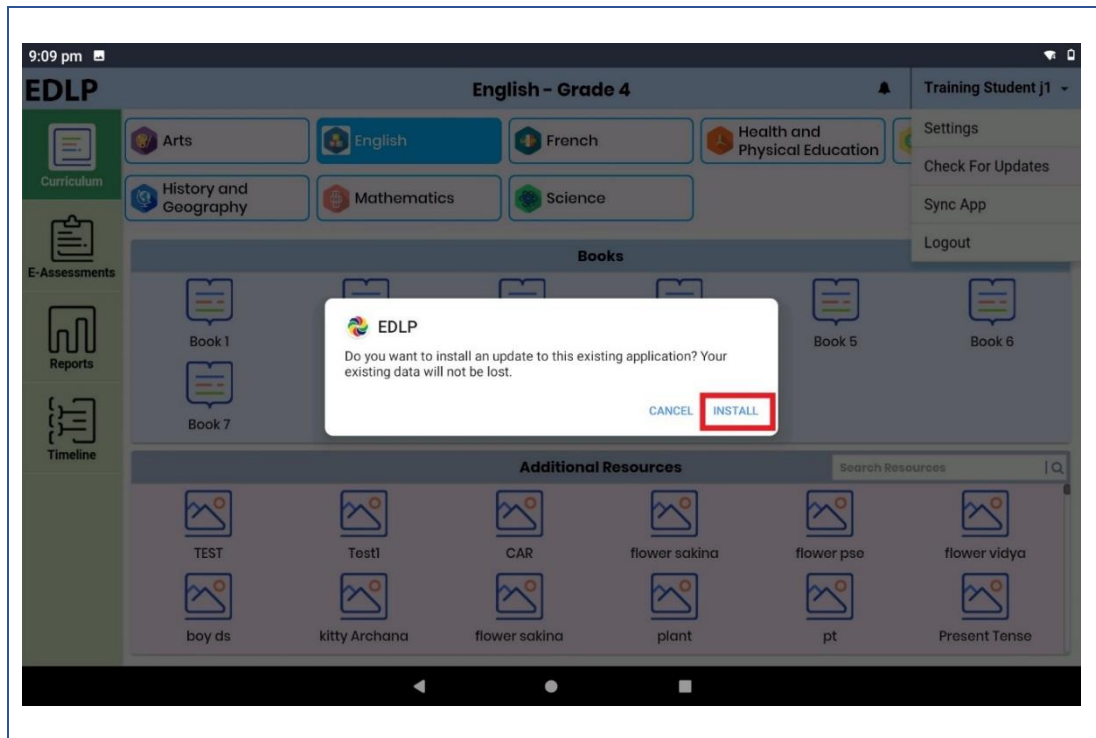 9:09 pm
EDLP
English - Grade 4
Training Student j1
Curriculum
E-Assessments
Reports
Timeline
Arts
English
French
Health and
Physical Education
History and
Geography
Mathematics
Science
Settings
Check For Updates
Sync App
Logout
Books
Book 1
Book 5
Book 6
Book 7
EDLP
Do you want to install an update to this existing application? Your
existing data will not be lost.
CANCEL INSTALL
Additional Resources
Search Resources
TEST
Test1
CAR
flower sakina
flower pse
flower vidya
boy ds
kitty Archana
flower sakina
plant
pt
Present Tense